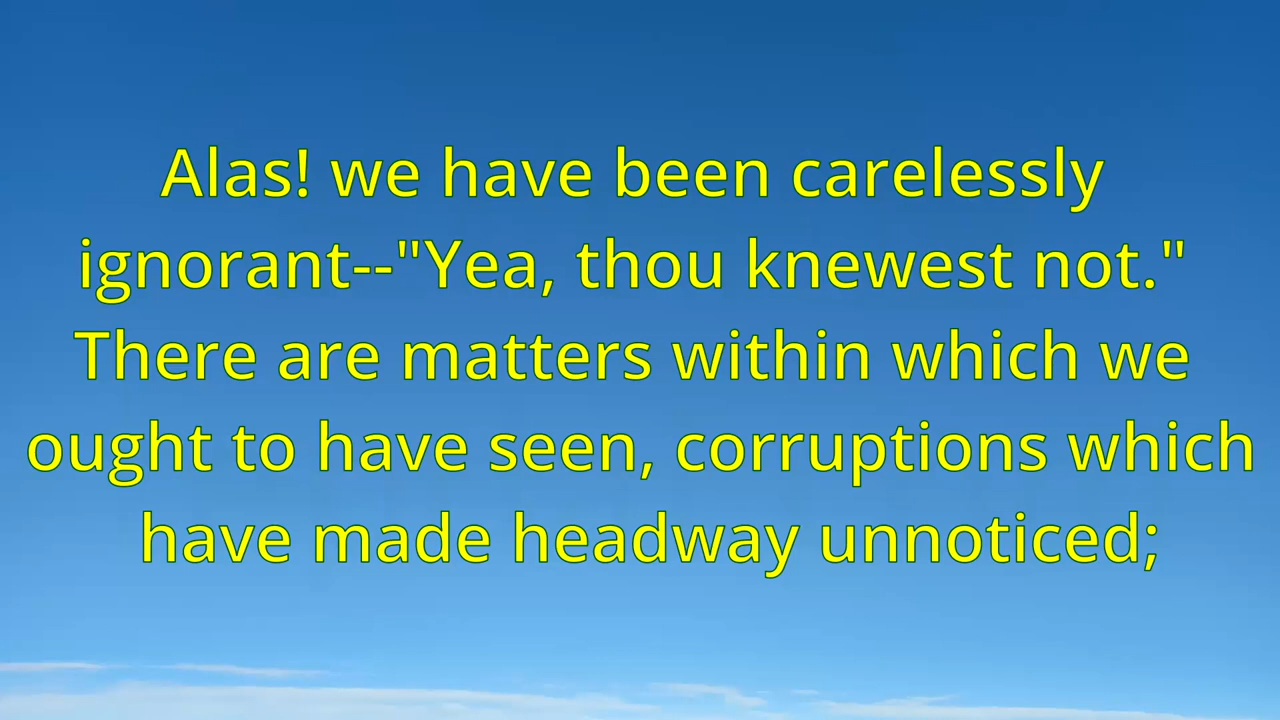 Alas! we have been carelessly
ignorant--"Yea, thou knewest not."
There are matters within which we
ought to have seen, corruptions which
have made headway unnoticed;